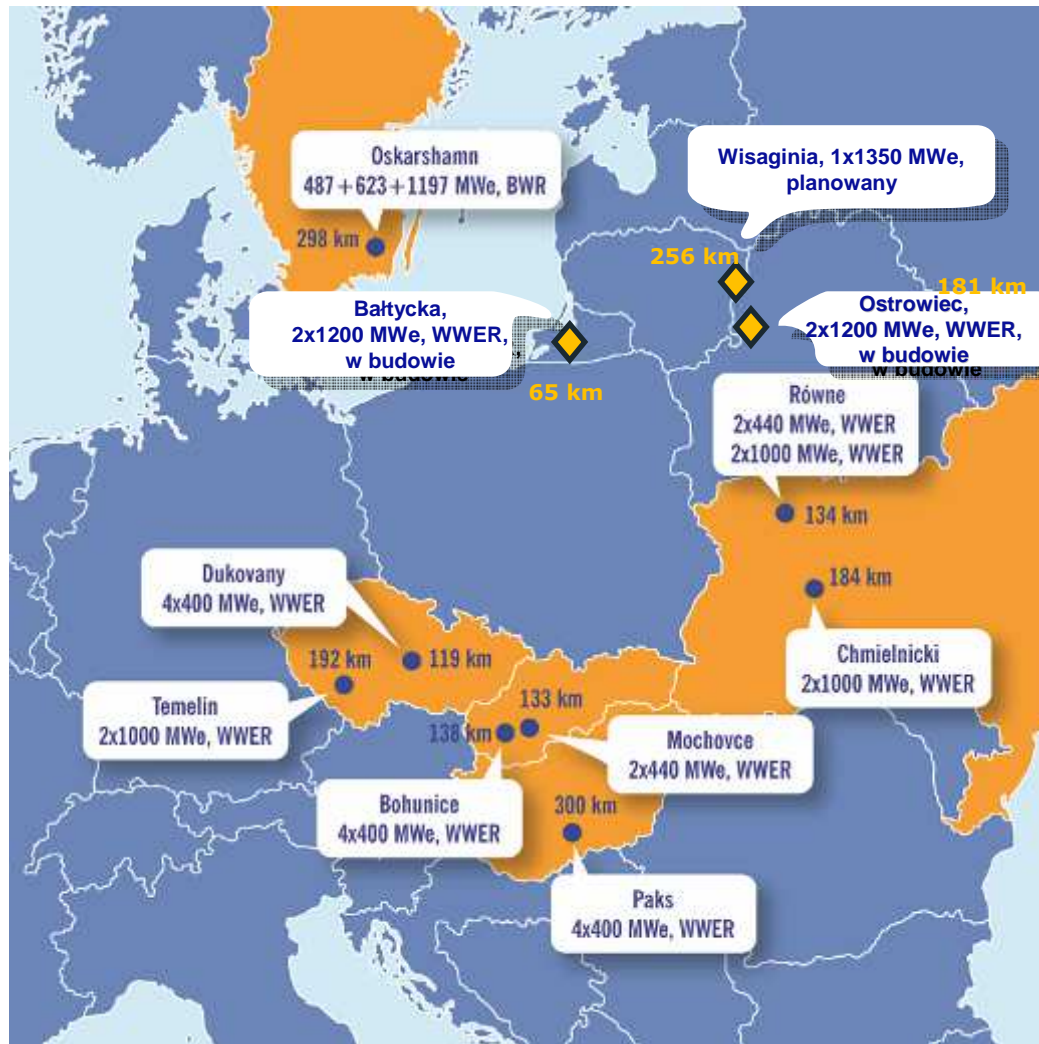 Oskarshamn
487+623+1197 MWe, BWR
298 km
Wisaginia, 1x1350 MWe,
planowany
256 km
181 km
Bałtycka,
2x1200 MWe, WWER,
w budowie
w budowie
65 km
Ostrowiec,
2x1200 MWe, WWER,
w budowie
w budowie
Równe
2x440 MWe, WWER
2x1000 MWe, WWER
134 km
184 km
Chmielnicki
2x1000 MWe, WWER
Dukovany
4x400 MWe, WWER
119 km
192 km
Temelin
2x1000 MWe, WWER
133 km
138 km
Mochovce
2x440 MWe, WWER
Bohunice
4x400 MWe, WWER
300 km
Paks
4x400 MWe, WWER